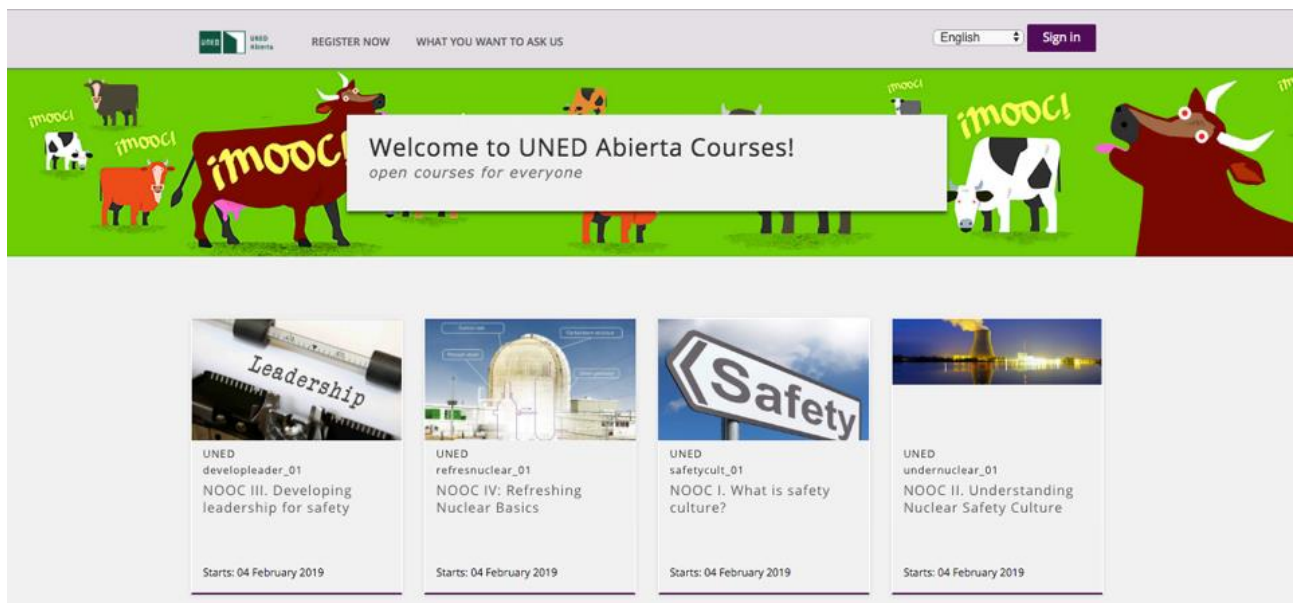 UNED
UNED
Abierta
REGISTER NOW
WHAT YOU WANT TO ASK US
English
Sign in
¡mooc!
¡mooc!
¡mooc!
¡mooc!
¡mooc!
Welcome to UNED Abierta Courses!
open courses for everyone
Leadership
Safety
UNED
developleader_01
NOOC III. Developing
leadership for safety
Starts: 04 February 2019
UNED
refresnuclear_01
NOOC IV: Refreshing
Nuclear Basics
Starts: 04 February 2019
UNED
safetycult_01
NOOC I. What is safety
culture?
Starts: 04 February 2019
UNED
undernuclear_01
NOOC II. Understanding
Nuclear Safety Culture
Starts: 04 February 2019